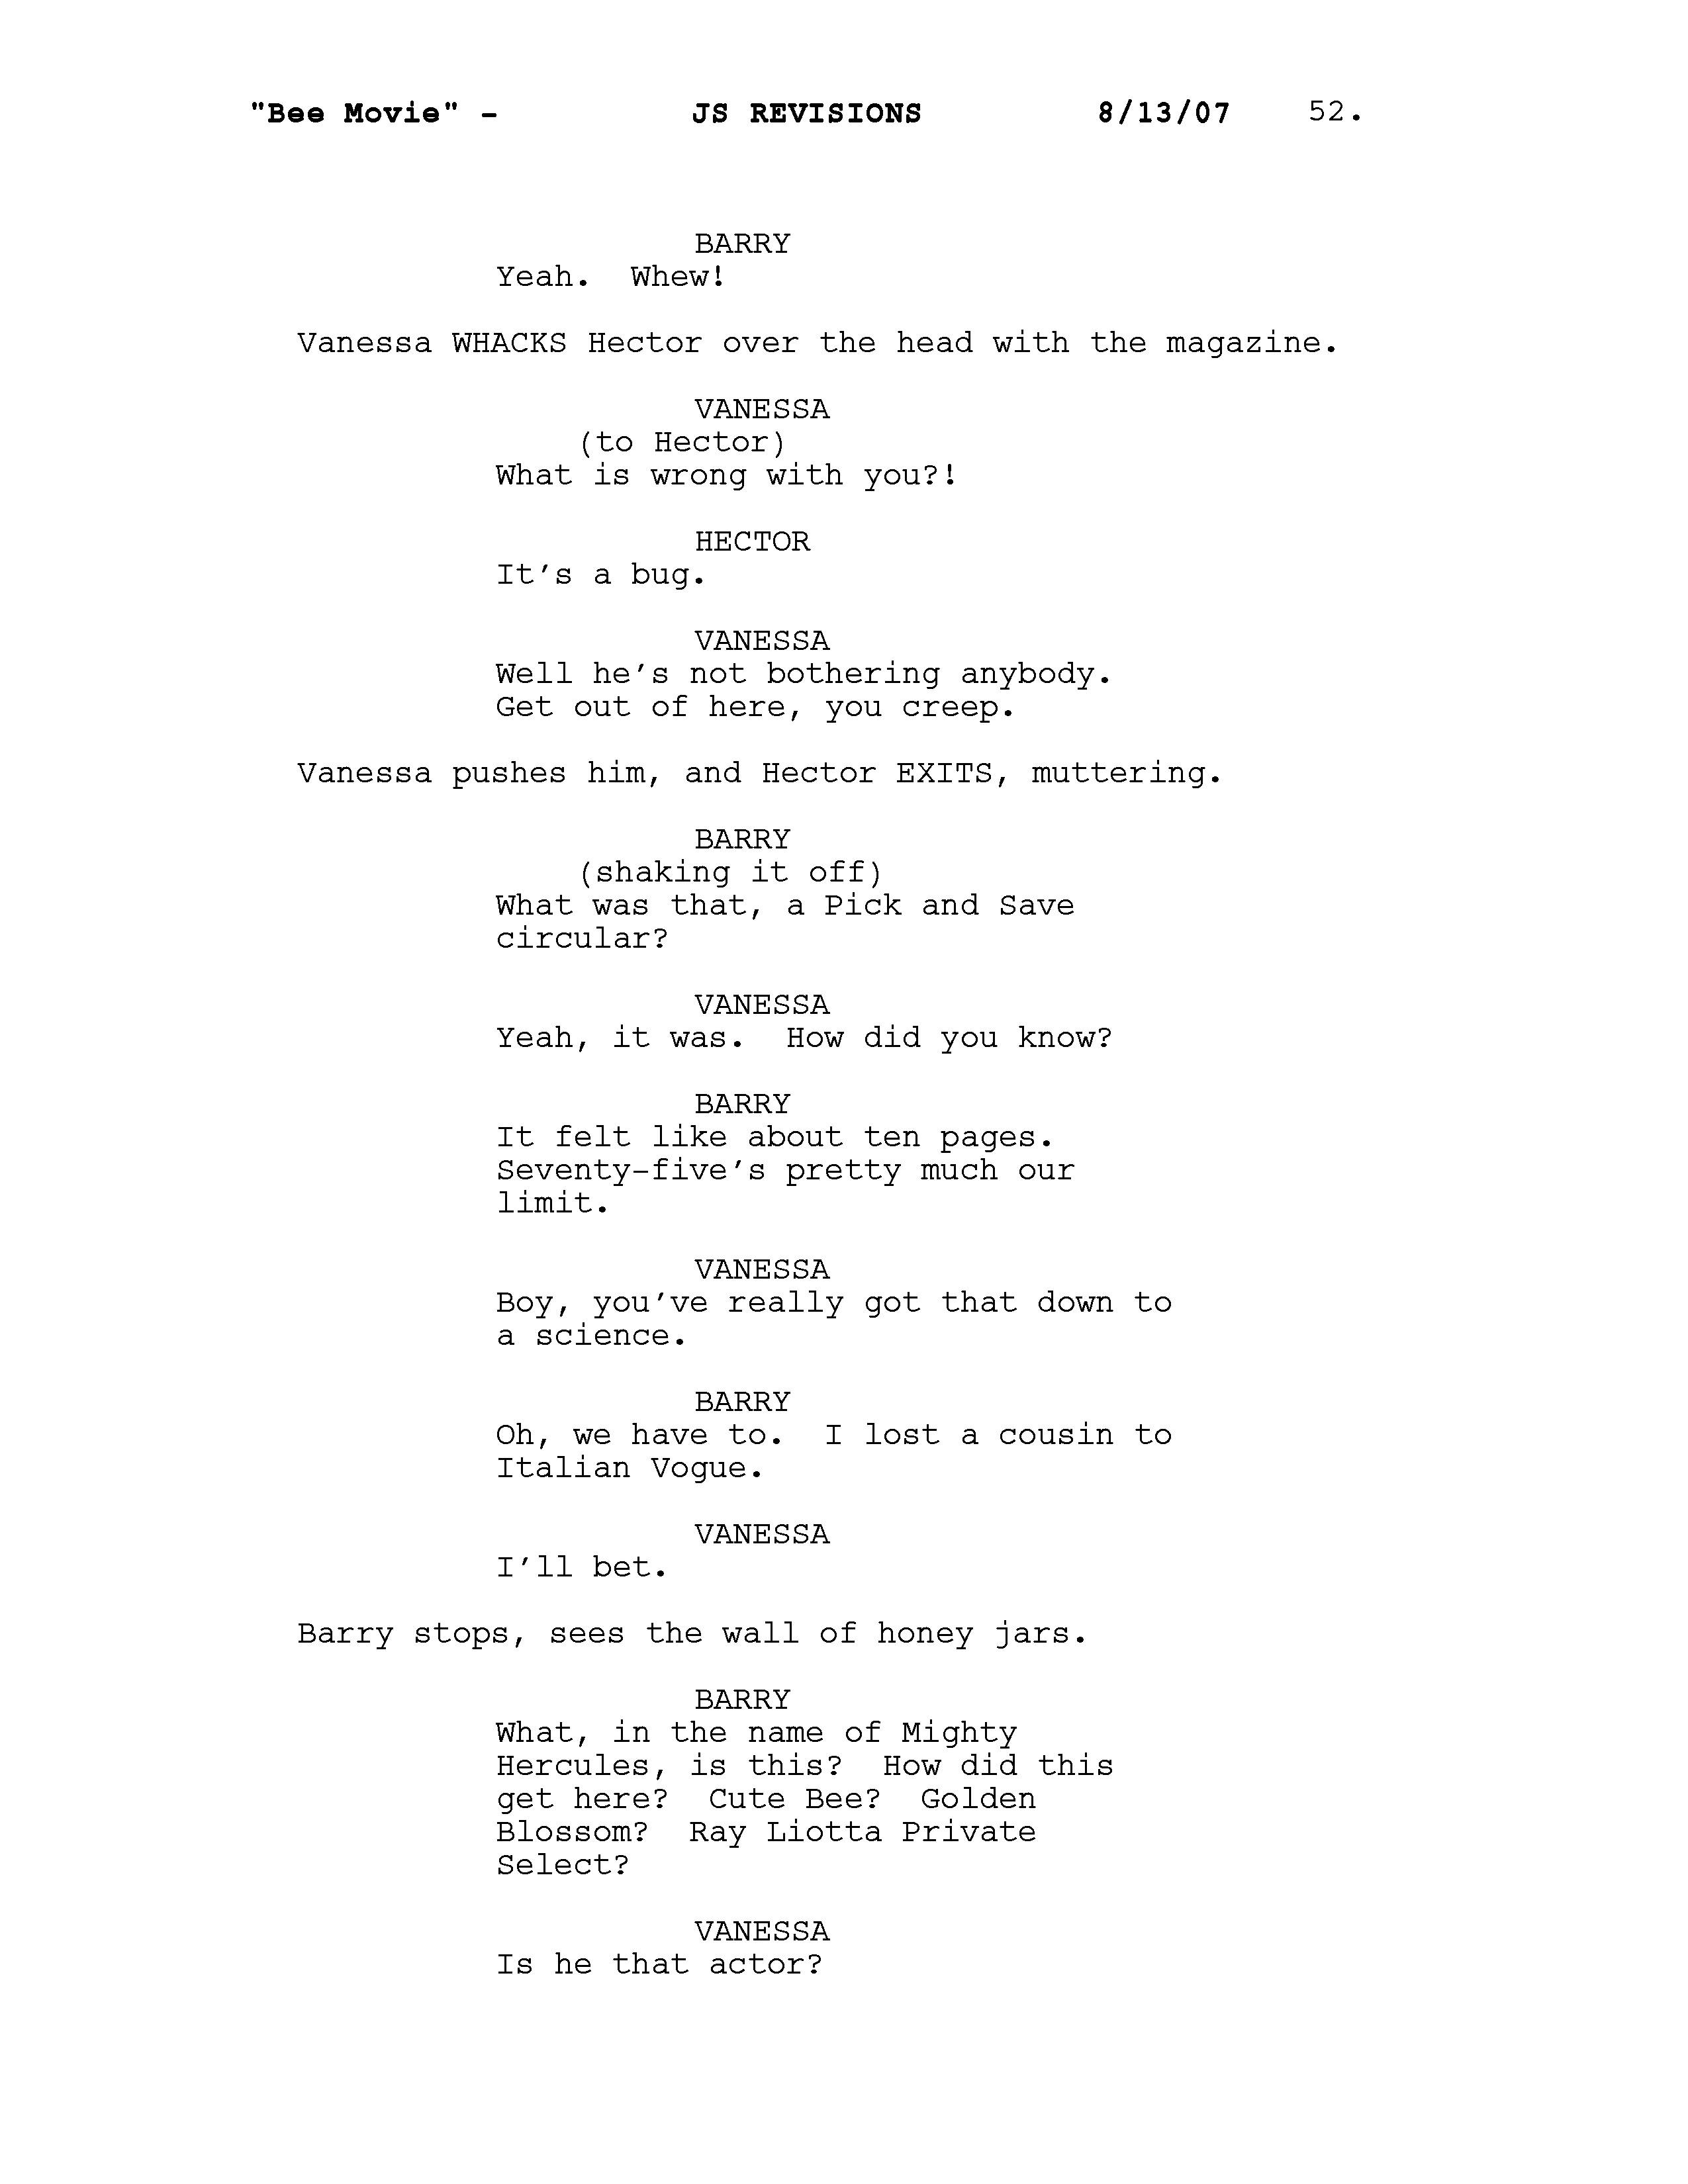 "Bee Movie" - JS REVISIONS 8/13/07 52.
BARRY
Yeah.  Whew!
Vanessa WHACKS Hector over the head with the magazine.
VANESSA
(to Hector)
What is wrong with you?!
HECTOR
It's a bug.
VANESSA
Well he's not bothering anybody.
Get out of here, you creep.
Vanessa pushes him, and Hector EXITS, muttering.
BARRY
(shaking it off)
What was that, a Pick and Save
circular?
VANESSA
Yeah, it was.  How did you know?
BARRY
It felt like about ten pages.
Seventy-five's pretty much our
limit.
VANESSA
Boy, you've really got that down to
a science.
BARRY
Oh, we have to.  I lost a cousin to
Italian Vogue.
VANESSA
I'll bet.
Barry stops, sees the wall of honey jars.
BARRY
What, in the name of Mighty
Hercules, is this?  How did this
get here?  Cute Bee?  Golden
Blossom?  Ray Liotta Private
Select?
VANESSA
Is he that actor?